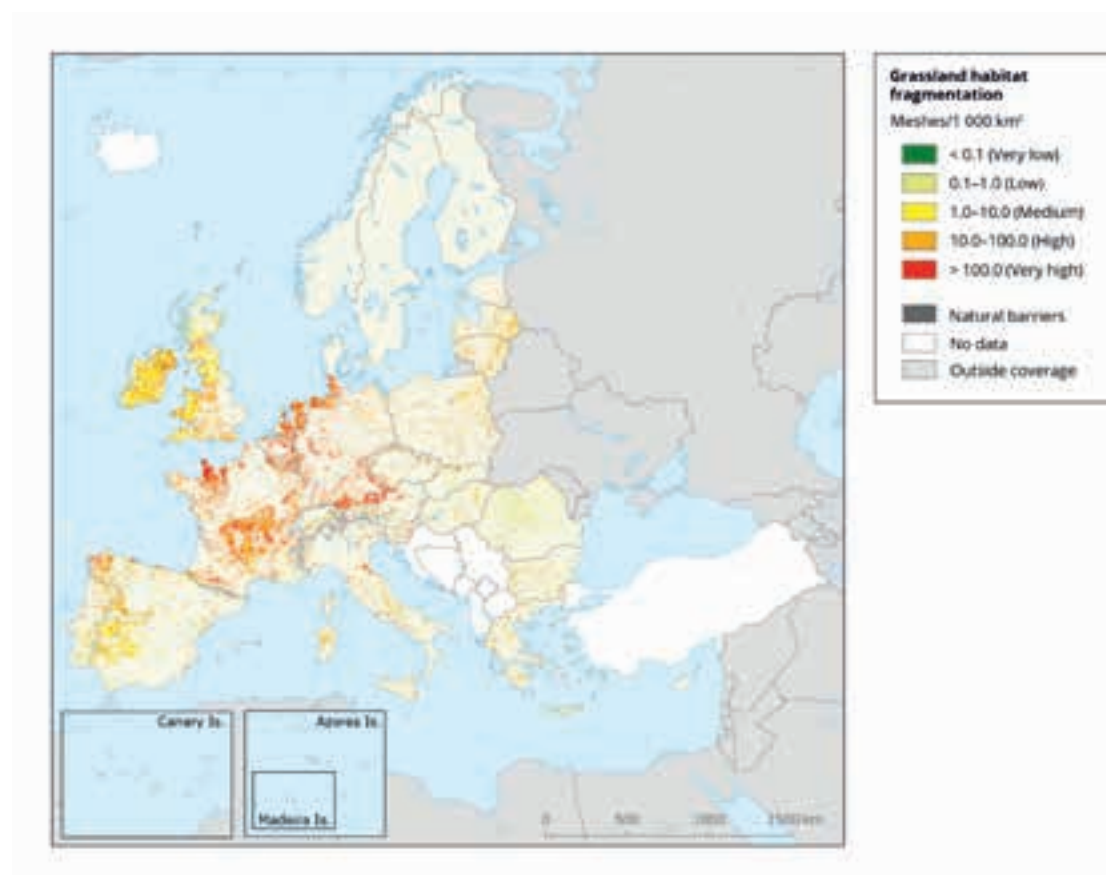 Grassland habitat
fragmentation
Meshes/1 000 km²
< 0.1 (Very low)
0.1–1.0 (Low)
1.0–10.0 (Medium)
10.0–100.0 (High)
> 100.0 (Very high)
Natural barriers
No data
Outside coverage
Canary Is.
Azores Is.
Madeira Is.
0 500 1000 1500 km